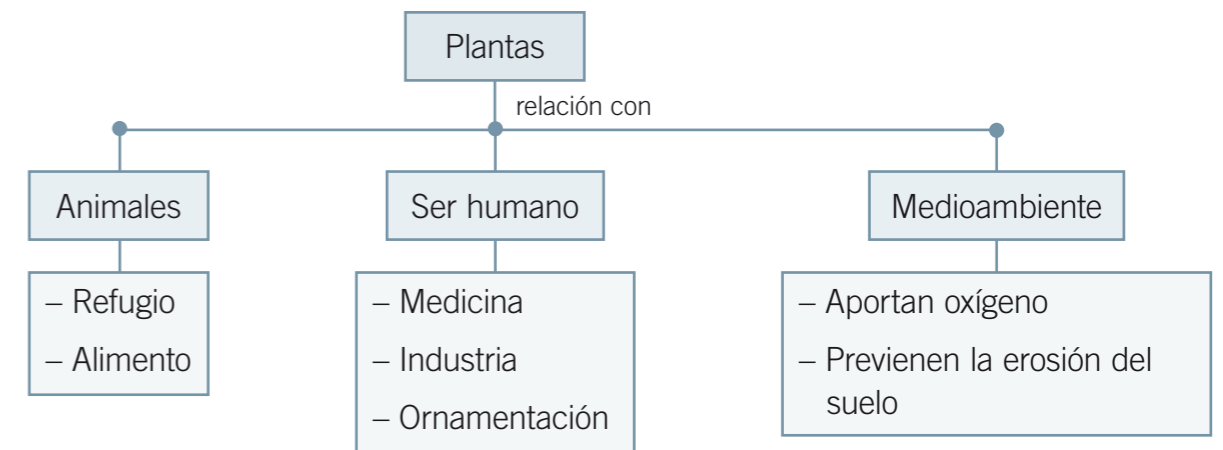 Plantas
relación con
Animales
– Refugio
– Alimento
Ser humano
– Medicina
– Industria
– Ornamentación
Medioambiente
– Aportan oxígeno
– Previenen la erosión del
suelo